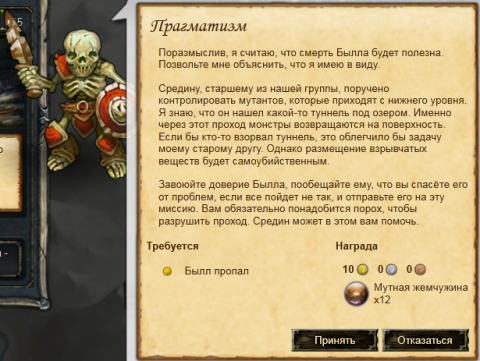 /5
Прагматизм
Поразмыслив, я считаю, что смерть Былла будет полезна.
Позвольте мне объяснить, что я имею в виду.
Средину, старшему из нашей группы, поручено
контролировать мутантов, которые приходят с нижнего уровня.
Я знаю, что он нашел какой-то туннель под озером. Именно
через этот проход монстры возвращаются на поверхность.
Если бы кто-то взорвал туннель, это облегчило бы задачу
моему старому другу. Однако размещение взрывчатых
веществ будет самоубийственным.
Завоюйте доверие Былла, пообещайте ему, что вы спасёте его
от проблем, если все пойдет не так, и отправьте его на эту
миссию. Вам обязательно понадобится порох, чтобы
разрушить проход. Средин может в этом вам помочь.
Требуется
Награда
Былл пропал
10 0 0
Мутная жемчужина
x12
Принять
Отказаться